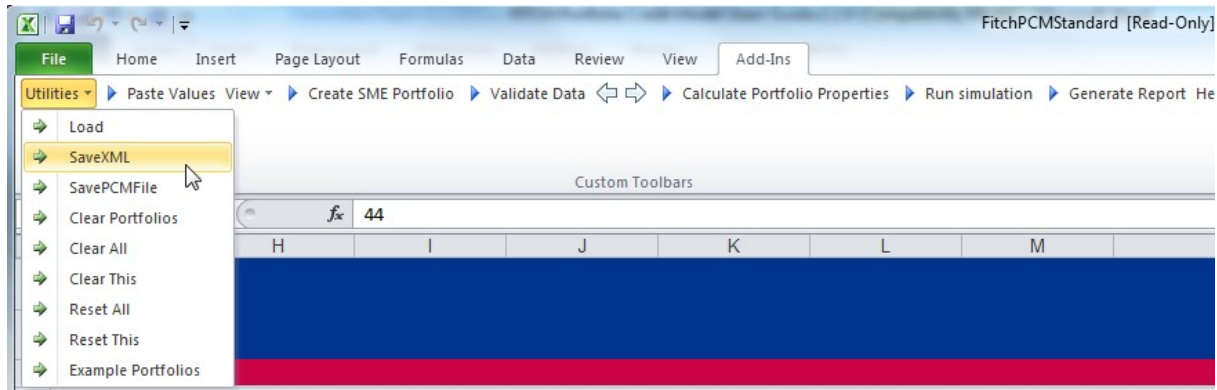 FitchPCMStandard [Read-Only]
File Home Insert Page Layout Formulas Data Review View Add-Ins
Utilities Paste Values View Create SME Portfolio Validate Data Calculate Portfolio Properties Run simulation Generate Report He
Load
SaveXML
SavePCMFile
Clear Portfolios
Clear All
Clear This
Reset All
Reset This
Example Portfolios
Custom Toolbars
fx 44
H I J K L M